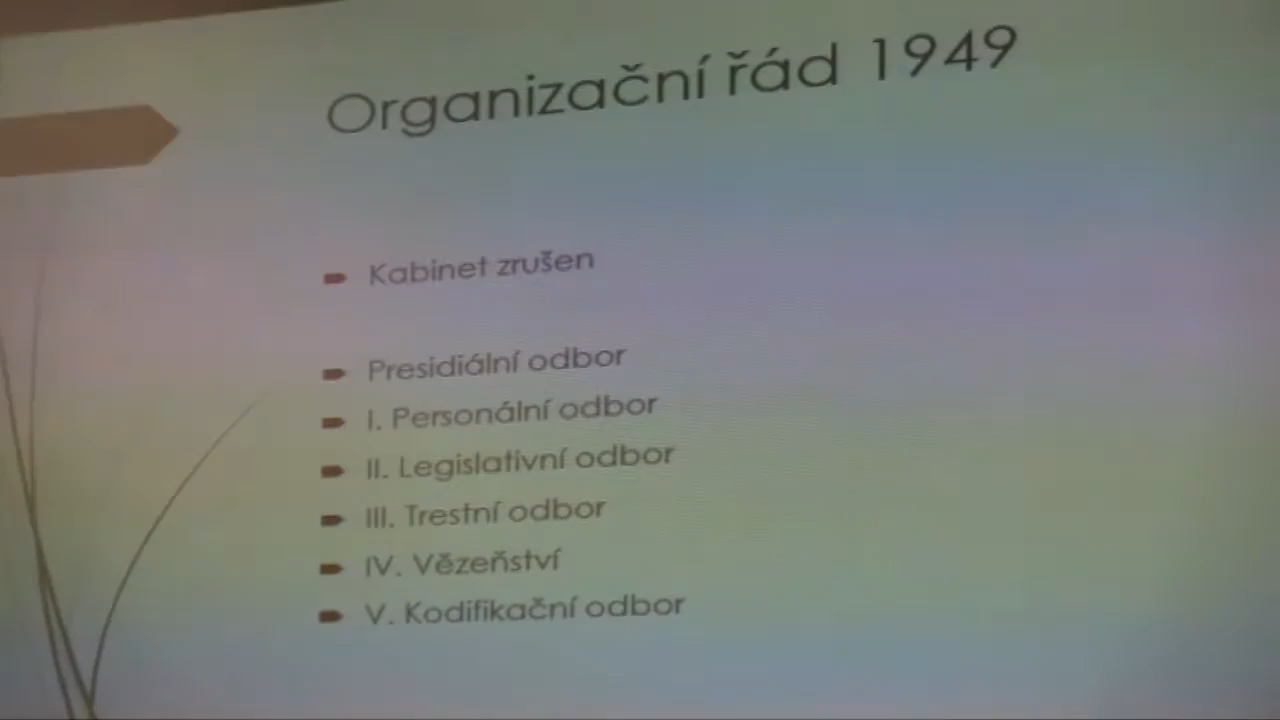 Organizační řád 1949
Kabinet zrušen
Presidiální odbor
I. Personální odbor
II. Legislativní odbor
III. Trestní odbor
IV. Vězeňství
V. Kodifikační odbor